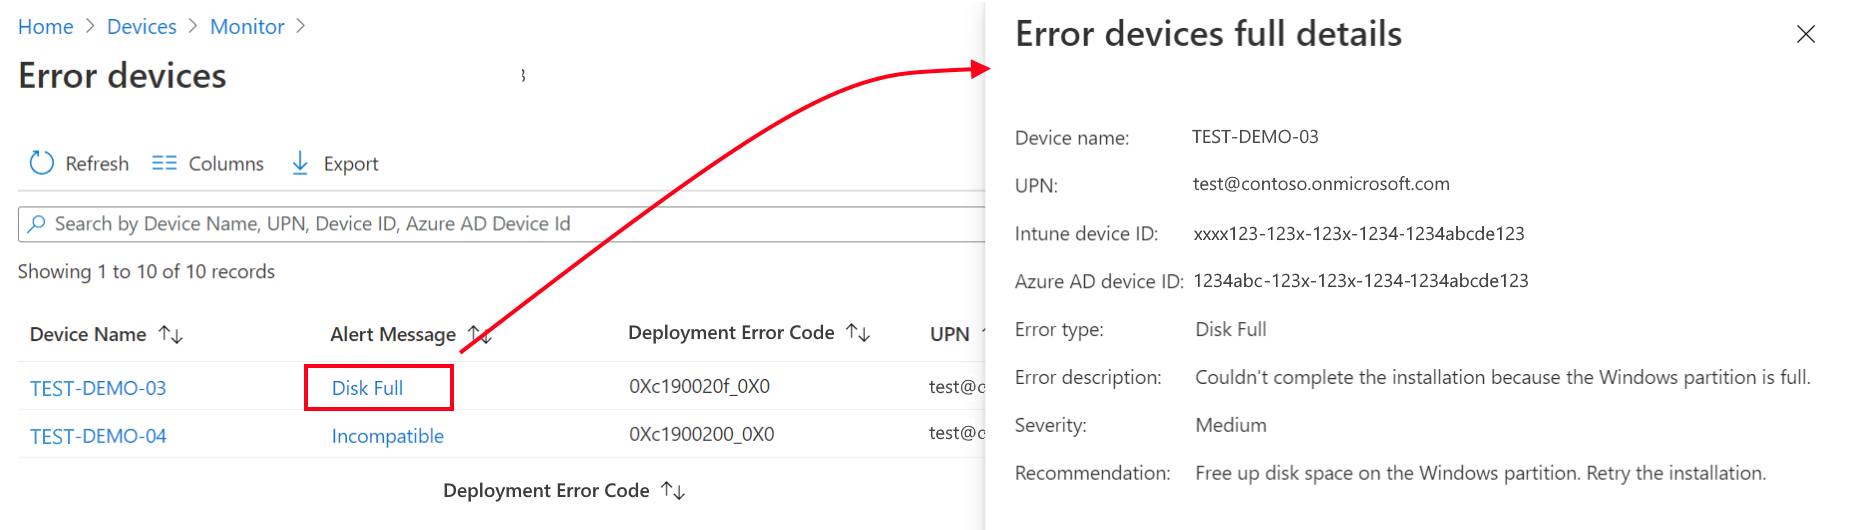 Home > Devices > Monitor >
Error devices
Refresh Columns Export
Search by Device Name, UPN, Device ID, Azure AD Device Id
Showing 1 to 10 of 10 records
Device Name ↑↓ Alert Message ↑↓ Deployment Error Code ↑↓ UPN
TEST-DEMO-03 Disk Full 0Xc190020f_0X0 test@c
TEST-DEMO-04 Incompatible 0Xc1900200_0X0 test@c
Deployment Error Code ↑↓
Error devices full details
Device name: TEST-DEMO-03
UPN: test@contoso.onmicrosoft.com
Intune device ID: xxxx123-123x-123x-1234-1234abcde123
Azure AD device ID: 1234abc-123x-123x-1234-1234abcde123
Error type: Disk Full
Error description: Couldn't complete the installation because the Windows partition is full.
Severity: Medium
Recommendation: Free up disk space on the Windows partition. Retry the installation.